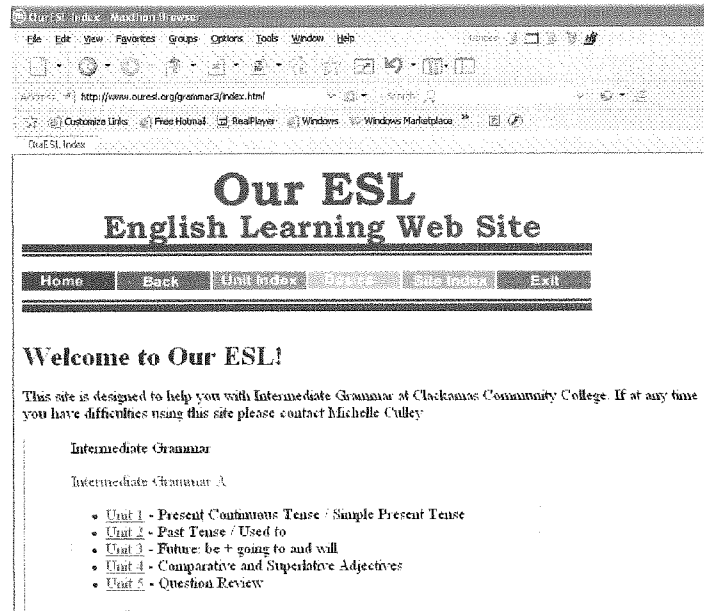 OurESL Index - Maxthon Browser
File Edit View Favorites Groups Options Tools Window Help
http://www.ouresl.org/grammar3/index.html Search
Customize Links Free Hotmail RealPlayer Windows Windows Marketplace »
OurESL Index
Our ESL
English Learning Web Site
Home Back Unit Index Site Index Exit
Welcome to Our ESL!
This site is designed to help you with Intermediate Grammar at Clackamas Community College. If at any time
you have difficulties using this site please contact Michelle Culley
Intermediate Grammar
Intermediate Grammar A
• Unit 1 - Present Continuous Tense / Simple Present Tense
• Unit 2 - Past Tense / Used to
• Unit 3 - Future: be + going to and will
• Unit 4 - Comparative and Superlative Adjectives
• Unit 5 - Question Review